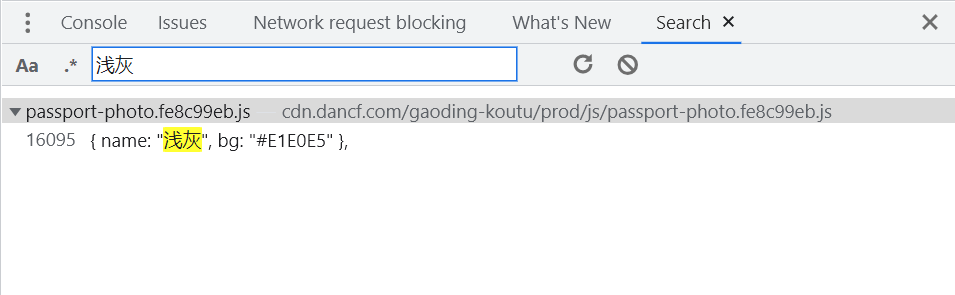 Console Issues Network request blocking What's New Search ✕
Aa .* 浅灰
passport-photo.fe8c99eb.js — cdn.dancf.com/gaoding-koutu/prod/js/passport-photo.fe8c99eb.js
16095 { name: "浅灰", bg: "#E1E0E5" },